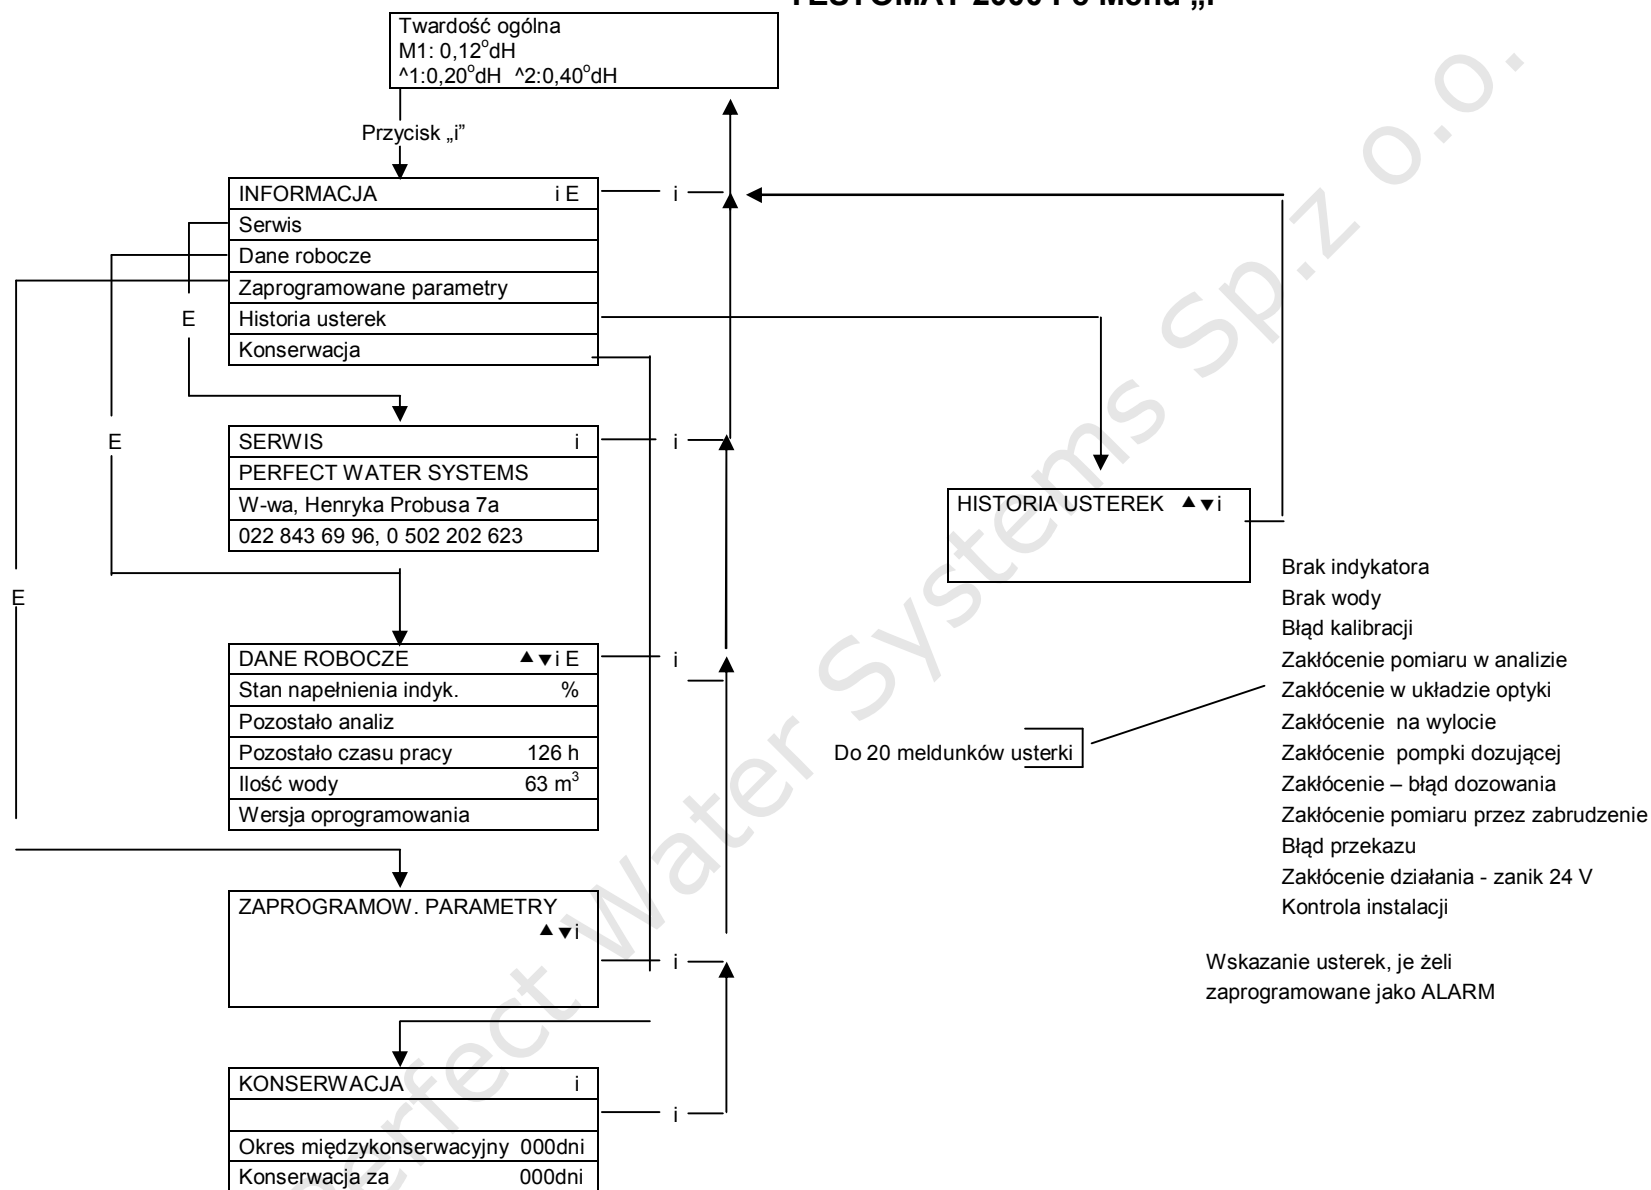 Twardość ogólna
M1: 0,12°dH
^1:0,20°dH ^2:0,40°dH
Przycisk „i”
INFORMACJA i E
i
Serwis
Dane robocze
Zaprogramowane parametry
Historia usterek
E
Konserwacja
E
SERWIS i
i
PERFECT WATER SYSTEMS
W-wa, Henryka Probusa 7a
022 843 69 96, 0 502 202 623
E
DANE ROBOCZE ▲▼i E
i
Stan napełnienia indyk. %
Pozostało analiz
Pozostało czasu pracy 126 h
Ilość wody 63 m³
Wersja oprogramowania
ZAPROGRAMOW. PARAMETRY
▲▼i
i
KONSERWACJA i
i
Okres międzykonserwacyjny 000dni
Konserwacja za 000dni
HISTORIA USTEREK ▲▼i
Do 20 meldunków usterki
Brak indykatora
Brak wody
Błąd kalibracji
Zakłócenie pomiaru w analizie
Zakłócenie w układzie optyki
Zakłócenie na wylocie
Zakłócenie pompki dozującej
Zakłócenie – błąd dozowania
Zakłócenie pomiaru przez zabrudzenie
Błąd przekazu
Zakłócenie działania - zanik 24 V
Kontrola instalacji
Wskazanie usterek, je żeli
zaprogramowane jako ALARM
Perfect Water Systems Sp.z o.o.